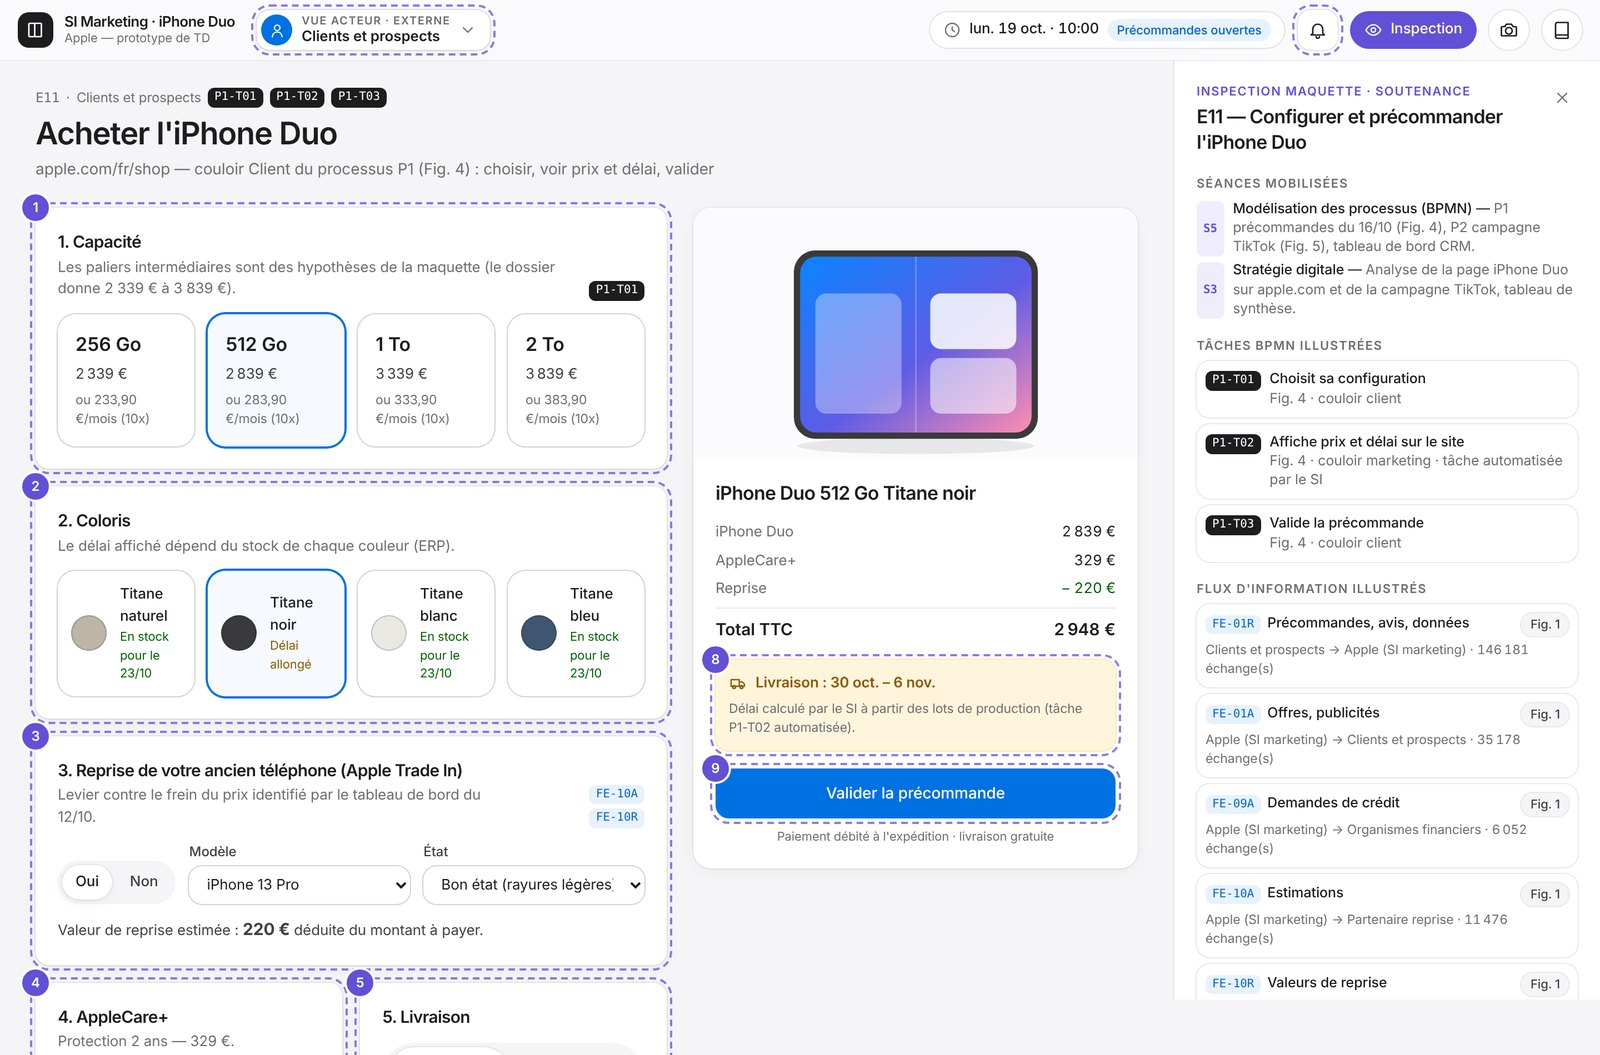 SI Marketing · iPhone Duo
Apple — prototype de TD
VUE ACTEUR · EXTERNE
Clients et prospects
lun. 19 oct. · 10:00
Précommandes ouvertes
Inspection
E11 · Clients et prospects P1-T01 P1-T02 P1-T03
Acheter l'iPhone Duo
apple.com/fr/shop — couloir Client du processus P1 (Fig. 4) : choisir, voir prix et délai, valider
1
1. Capacité
Les paliers intermédiaires sont des hypothèses de la maquette (le dossier
donne 2 339 € à 3 839 €).
P1-T01
256 Go
2 339 €
ou 233,90
€/mois (10x)
512 Go
2 839 €
ou 283,90
€/mois (10x)
1 To
3 339 €
ou 333,90
€/mois (10x)
2 To
3 839 €
ou 383,90
€/mois (10x)
2
2. Coloris
Le délai affiché dépend du stock de chaque couleur (ERP).
Titane
naturel
En stock
pour le
23/10
Titane
noir
Délai
allongé
Titane
blanc
En stock
pour le
23/10
Titane
bleu
En stock
pour le
23/10
3
3. Reprise de votre ancien téléphone (Apple Trade In)
Levier contre le frein du prix identifié par le tableau de bord du
12/10.
FE-10A
FE-10R
Oui
Non
Modèle
iPhone 13 Pro
État
Bon état (rayures légères)
Valeur de reprise estimée : 220 € déduite du montant à payer.
4
4. AppleCare+
Protection 2 ans — 329 €.
5
5. Livraison
iPhone Duo 512 Go Titane noir
iPhone Duo 2 839 €
AppleCare+ 329 €
Reprise − 220 €
Total TTC 2 948 €
8
Livraison : 30 oct. – 6 nov.
Délai calculé par le SI à partir des lots de production (tâche
P1-T02 automatisée).
9
Valider la précommande
Paiement débité à l'expédition · livraison gratuite
INSPECTION MAQUETTE · SOUTENANCE
E11 — Configurer et précommander
l'iPhone Duo
SÉANCES MOBILISÉES
S5
Modélisation des processus (BPMN) — P1
précommandes du 16/10 (Fig. 4), P2 campagne
TikTok (Fig. 5), tableau de bord CRM.
S3
Stratégie digitale — Analyse de la page iPhone Duo
sur apple.com et de la campagne TikTok, tableau de
synthèse.
TÂCHES BPMN ILLUSTRÉES
P1-T01 Choisit sa configuration
Fig. 4 · couloir client
P1-T02 Affiche prix et délai sur le site
Fig. 4 · couloir marketing · tâche automatisée
par le SI
P1-T03 Valide la précommande
Fig. 4 · couloir client
FLUX D'INFORMATION ILLUSTRÉS
FE-01R Précommandes, avis, données Fig. 1
Clients et prospects → Apple (SI marketing) · 146 181
échange(s)
FE-01A Offres, publicités Fig. 1
Apple (SI marketing) → Clients et prospects · 35 178
échange(s)
FE-09A Demandes de crédit Fig. 1
Apple (SI marketing) → Organismes financiers · 6 052
échange(s)
FE-10A Estimations Fig. 1
Apple (SI marketing) → Partenaire reprise · 11 476
échange(s)
FE-10R Valeurs de reprise Fig. 1